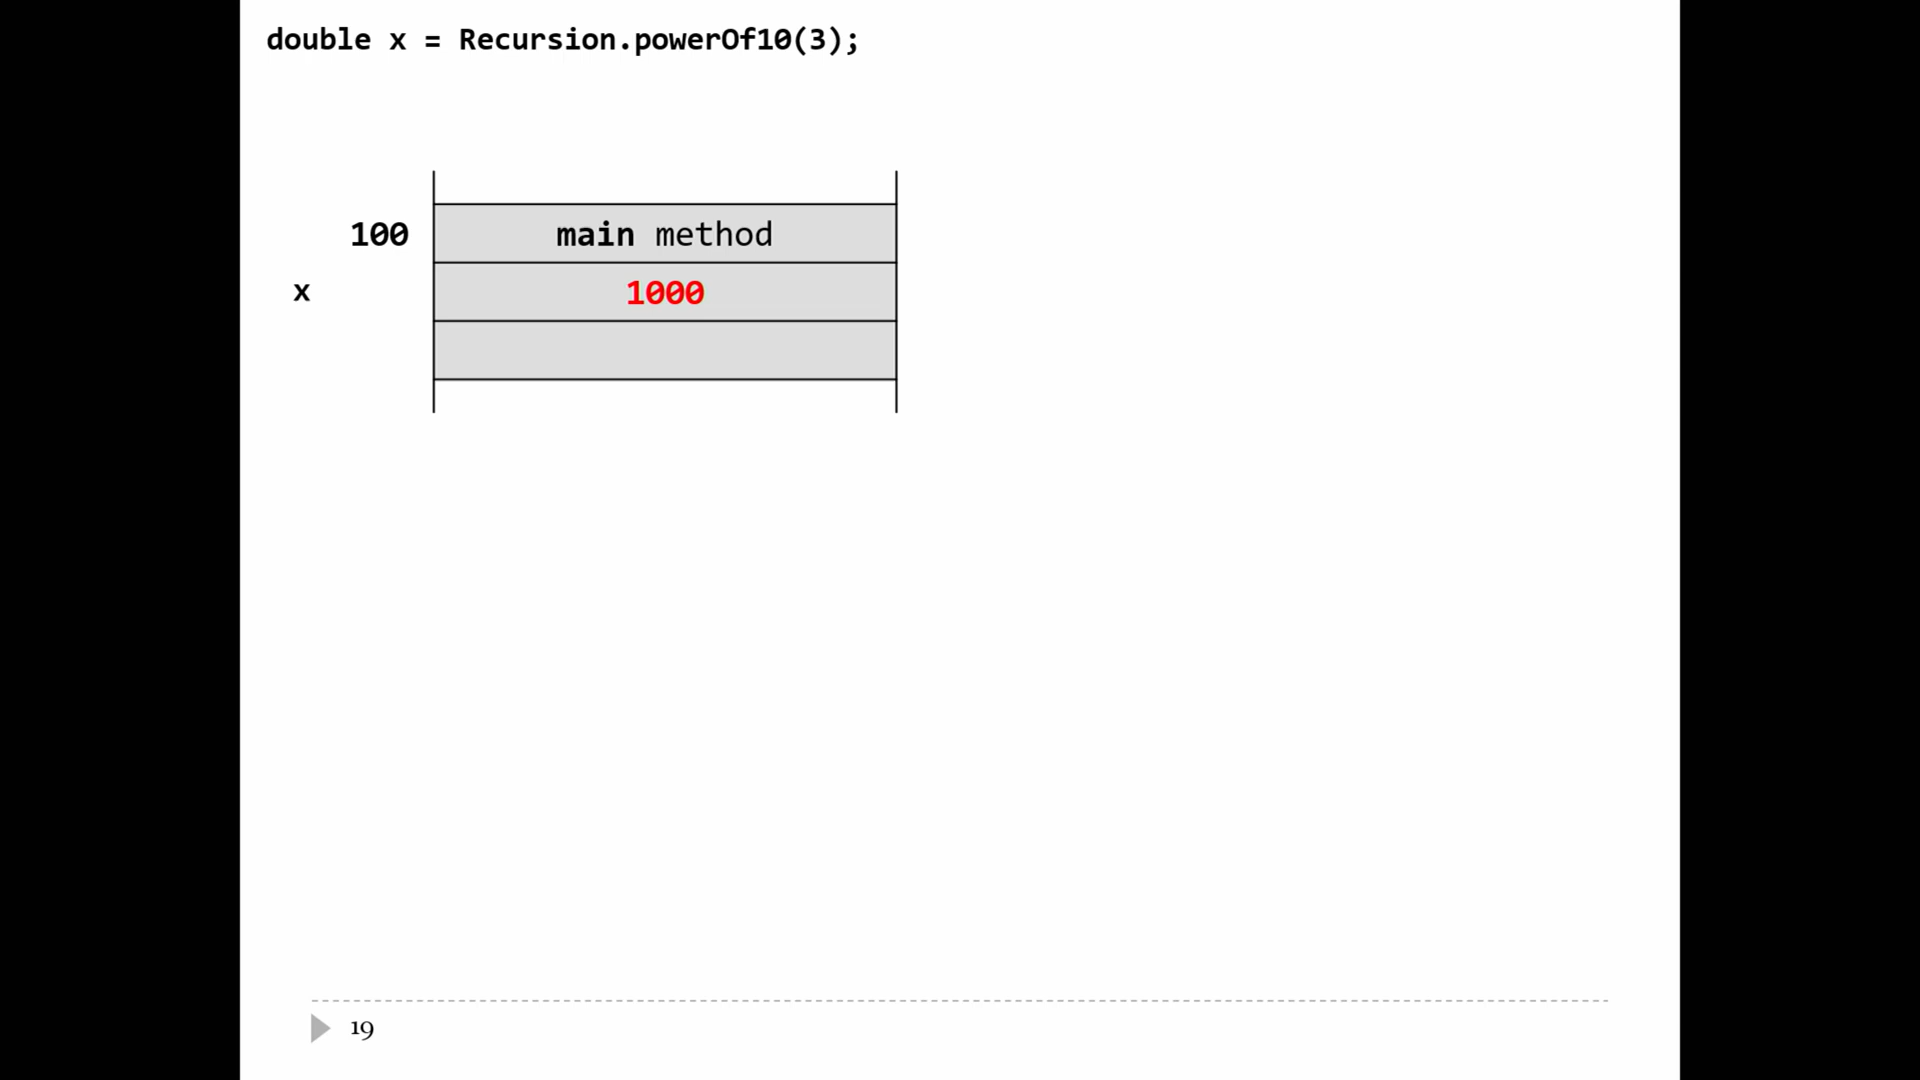 double x = Recursion.powerOf10(3);
100 main method
x 1000
19